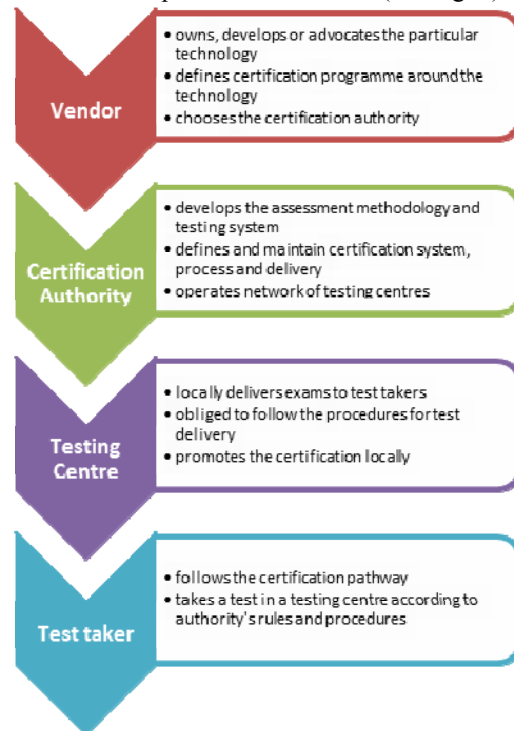 Vendor
• owns, develops or advocates the particular
technology
• defines certification programme around the
technology
• chooses the certification authority
Certification
Authority
• develops the assessment methodology and
testing system
• defines and maintain certification system,
process and delivery
• operates network of testing centres
Testing
Centre
• locally delivers exams to test takers
• obliged to follow the procedures for test
delivery
• promotes the certification locally
Test taker
• follows the certification pathway
• takes a test in a testing centre according to
authority's rules and procedures